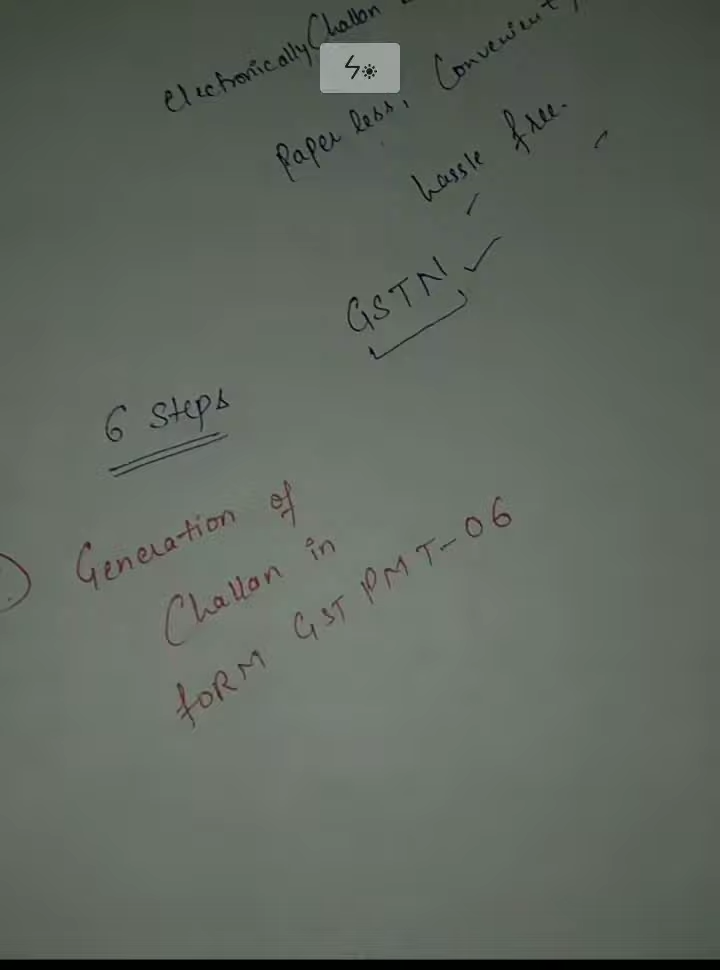 electronically Challan
Paper less, Convenient,
hassle free.
GSTN
6 Steps
Generation of
Challan in
foRM GST PMT-06